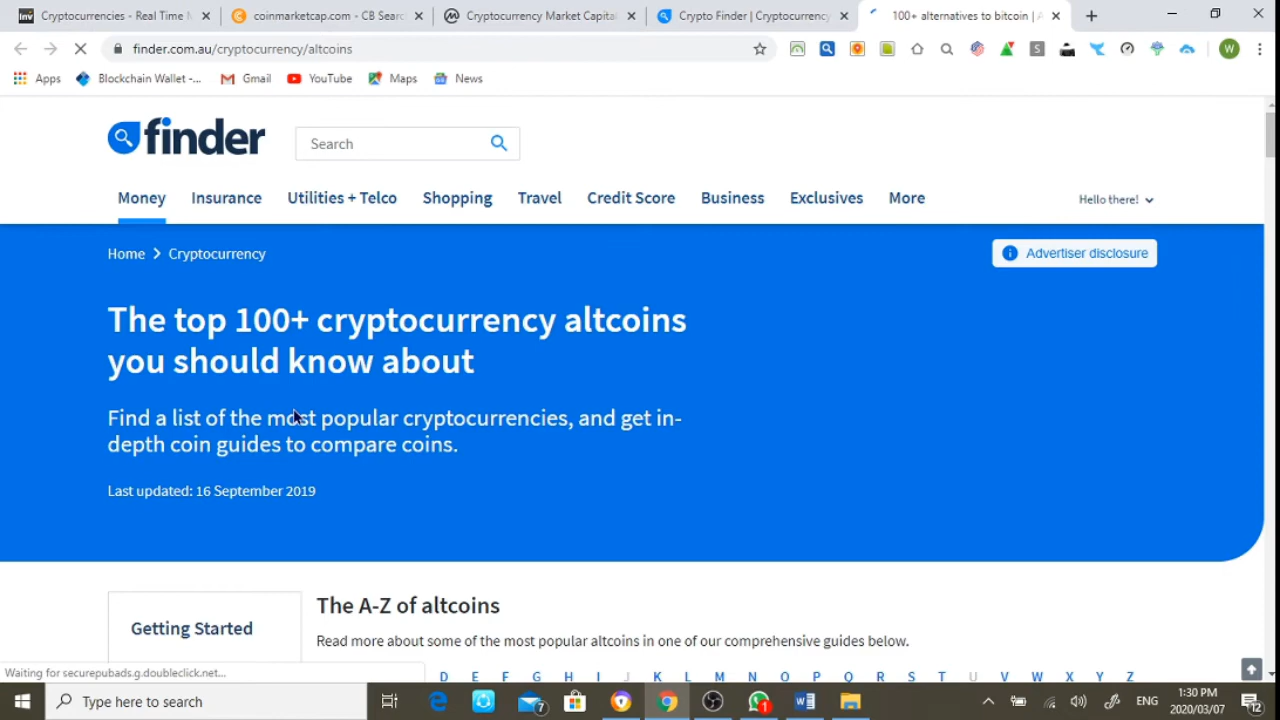 Cryptocurrencies - Real Time M
coinmarketcap.com - CB Searc
Cryptocurrency Market Capita
Crypto Finder | Cryptocurrency
100+ alternatives to bitcoin | A
finder.com.au/cryptocurrency/altcoins
Apps
Blockchain Wallet -...
Gmail
YouTube
Maps
News
finder
Search
Money
Insurance
Utilities + Telco
Shopping
Travel
Credit Score
Business
Exclusives
More
Hello there!
Home > Cryptocurrency
Advertiser disclosure
The top 100+ cryptocurrency altcoins
you should know about
Find a list of the most popular cryptocurrencies, and get in-
depth coin guides to compare coins.
Last updated: 16 September 2019
Getting Started
The A-Z of altcoins
Read more about some of the most popular altcoins in one of our comprehensive guides below.
D E F G H I J K L M N O P Q R S T U V W X Y Z
Waiting for securepubads.g.doubleclick.net...
Type here to search
ENG
1:30 PM
2020/03/07